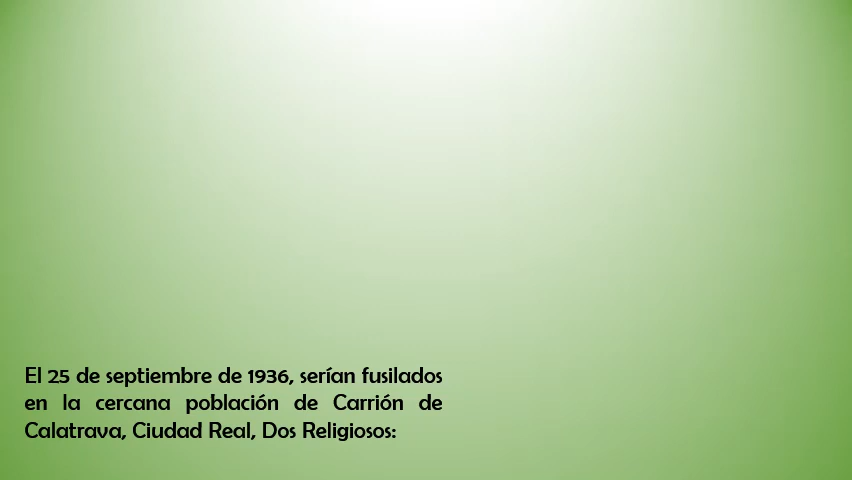 El 25 de septiembre de 1936, serían fusilados
en la cercana población de Carrión de
Calatrava, Ciudad Real, Dos Religiosos: